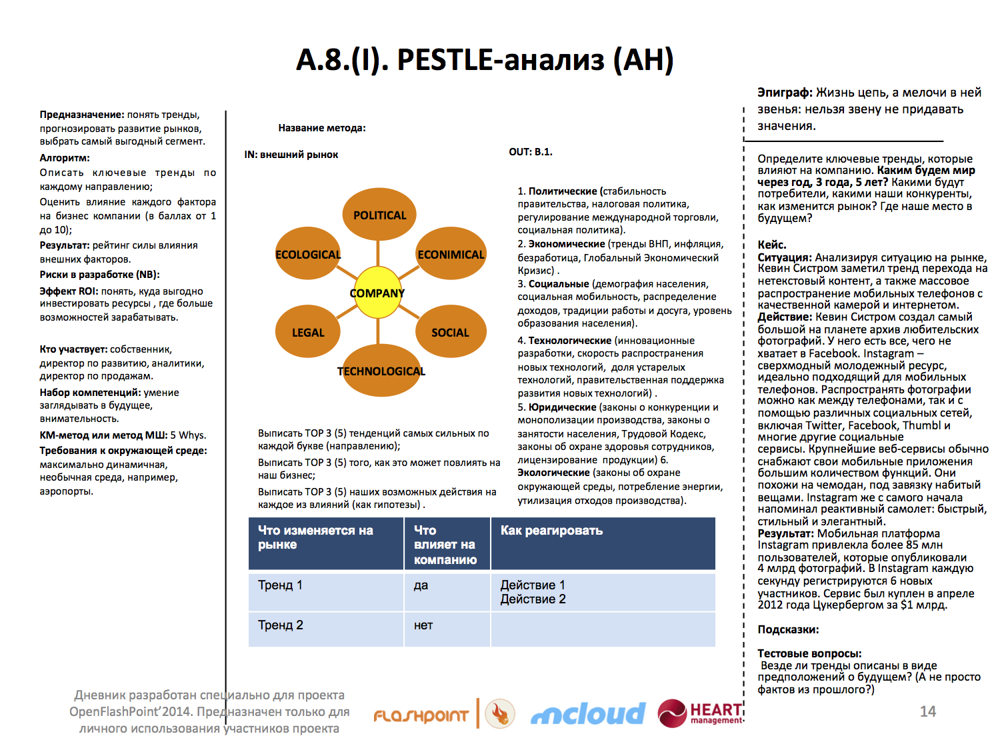 A.8.(I). PESTLE-анализ (АН)
Предназначение: понять тренды,
прогнозировать развитие рынков,
выбрать самый выгодный сегмент.
Алгоритм:
Описать ключевые тренды по
каждому направлению;
Оценить влияние каждого фактора
на бизнес компании (в баллах от 1
до 10);
Результат: рейтинг силы влияния
внешних факторов.
Риски в разработке (NB):
Эффект ROI: понять, куда выгодно
инвестировать ресурсы , где больше
возможностей зарабатывать.
Кто участвует: собственник,
директор по развитию, аналитики,
директор по продажам.
Набор компетенций: умение
заглядывать в будущее,
внимательность.
КМ-метод или метод МШ: 5 Whys.
Требования к окружающей среде:
максимально динамичная,
необычная среда, например,
аэропорты.
Название метода:
IN: внешний рынок
OUT: B.1.
POLITICAL
ECOLOGICAL
ECONIMICAL
COMPANY
LEGAL
SOCIAL
TECHNOLOGICAL
Выписать TOP 3 (5) тенденций самых сильных по
каждой букве (направлению);
Выписать TOP 3 (5) того, как это может повлиять на
наш бизнес;
Выписать TOP 3 (5) наших возможных действия на
каждое из влияний (как гипотезы) .
1. Политические (стабильность
правительства, налоговая политика,
регулирование международной торговли,
социальная политика).
2. Экономические (тренды ВНП, инфляция,
безработица, Глобальный Экономический
Кризис) .
3. Социальные (демография населения,
социальная мобильность, распределение
доходов, традиции работы и досуга, уровень
образования населения).
4. Технологические (инновационные
разработки, скорость распространения
новых технологий, доля устарелых
технологий, правительственная поддержка
развития новых технологий) .
5. Юридические (законы о конкуренции и
монополизации производства, законы о
занятости населения, Трудовой Кодекс,
законы об охране здоровья сотрудников,
лицензирование продукции) 6.
Экологические (законы об охране
окружающей среды, потребление энергии,
утилизация отходов производства).
Что изменяется на
рынке
Что
влияет на
компанию
Как реагировать
Тренд 1
да
Действие 1
Действие 2
Тренд 2
нет
Эпиграф: Жизнь цепь, а мелочи в ней
звенья: нельзя звену не придавать
значения.
Определите ключевые тренды, которые
влияют на компанию. Каким будем мир
через год, 3 года, 5 лет? Какими будут
потребители, какими наши конкуренты,
как изменится рынок? Где наше место в
будущем?
Кейс.
Ситуация: Анализируя ситуацию на рынке,
Кевин Систром заметил тренд перехода на
нетекстовый контент, а также массовое
распространение мобильных телефонов с
качественной камерой и интернетом.
Действие: Кевин Систром создал самый
большой на планете архив любительских
фотографий. У него есть все, чего не
хватает в Facebook. Instagram –
сверхмодный молодежный ресурс,
идеально подходящий для мобильных
телефонов. Распространять фотографии
можно как между телефонами, так и с
помощью различных социальных сетей,
включая Twitter, Facebook, Thumbl и
многие другие социальные
сервисы. Крупнейшие веб-сервисы обычно
снабжают свои мобильные приложения
большим количеством функций. Они
похожи на чемодан, под завязку набитый
вещами. Instagram же с самого начала
напоминал реактивный самолет: быстрый,
стильный и элегантный.
Результат: Мобильная платформа
Instagram привлекла более 85 млн
пользователей, которые опубликовали
4 млрд фотографий. В Instagram каждую
секунду регистрируются 6 новых
участников. Сервис был куплен в апреле
2012 года Цукербергом за $1 млрд.
Подсказки:
Тестовые вопросы:
Везде ли тренды описаны в виде
предположений о будущем? (А не просто
фактов из прошлого?)
Дневник разработан специально для проекта
OpenFlashPoint’2014. Предназначен только для
личного использования участников проекта
FLASHPOINT
mcloud
HEART
management
14